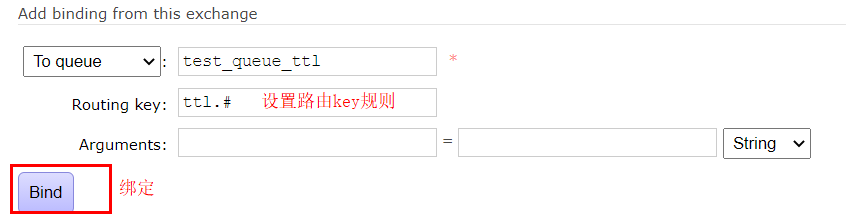 Add binding from this exchange
To queue : test_queue_ttl *
Routing key: ttl.# 设置路由key规则
Arguments: = String
Bind 绑定